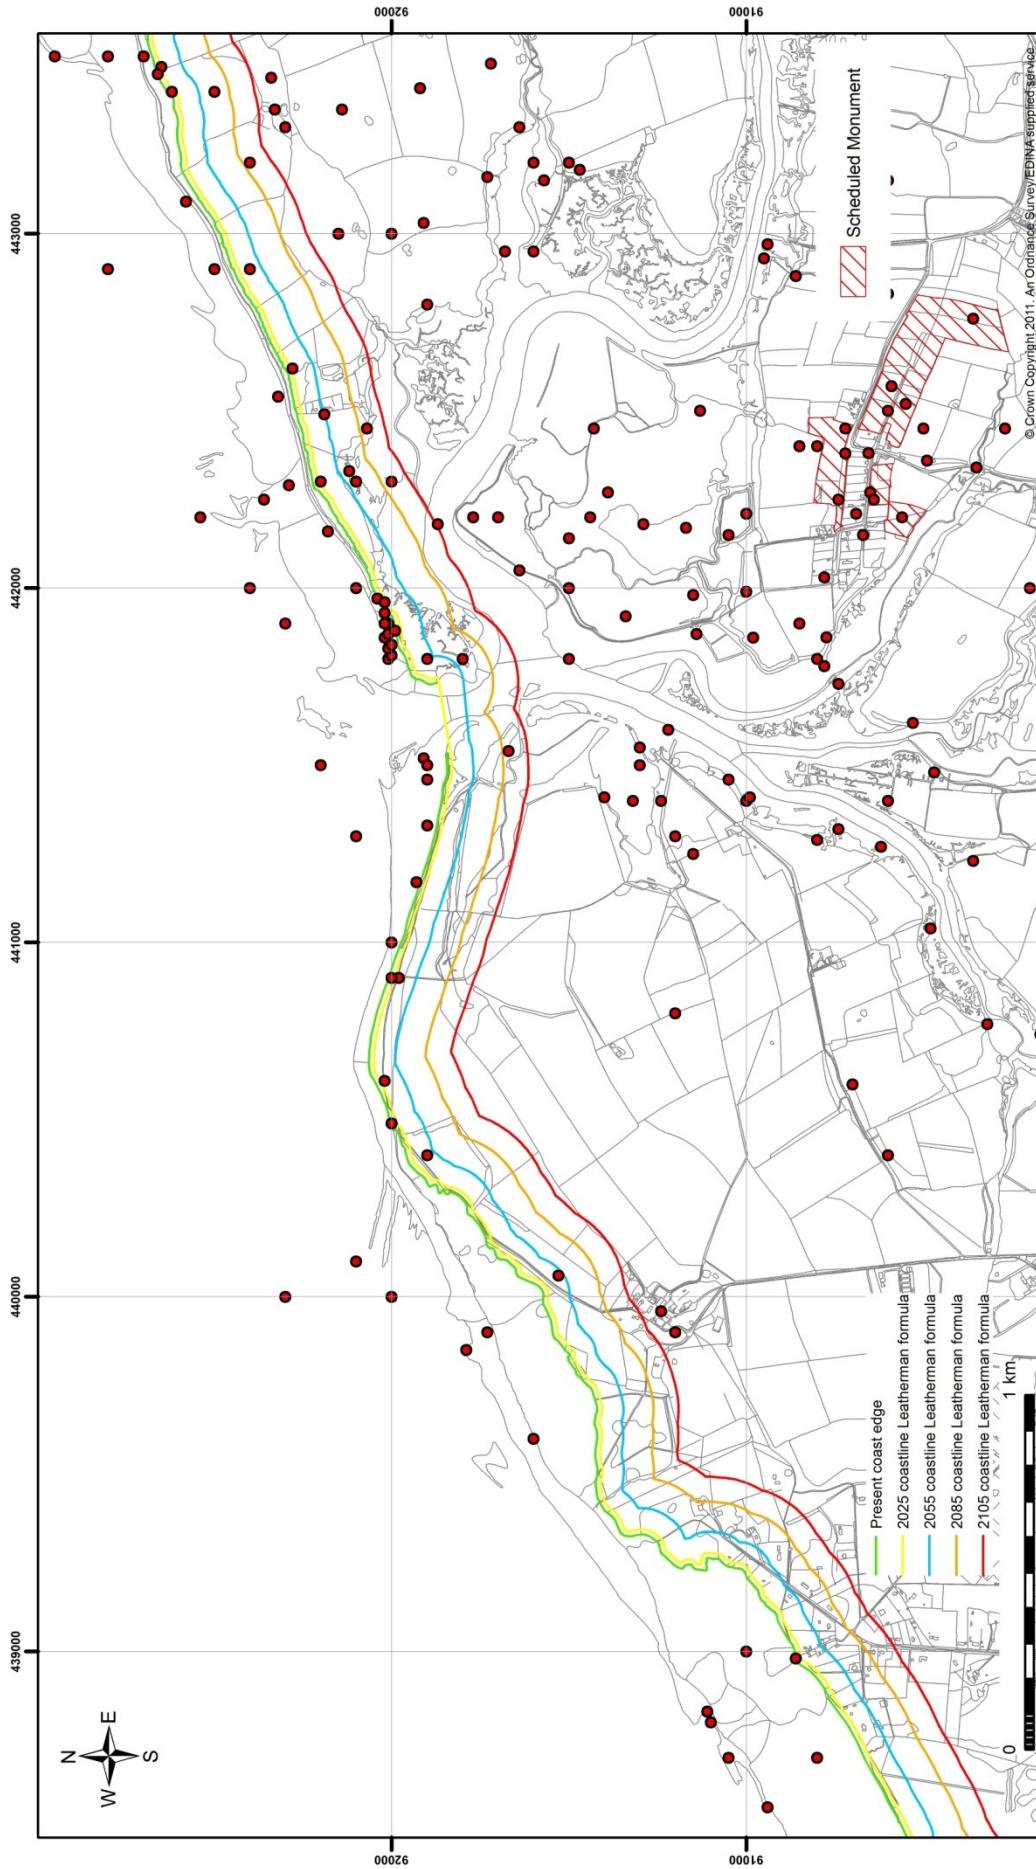 443000
442000
441000
440000
439000
92000
91000
92000
91000
N
E
S
W
Scheduled Monument
Present coast edge
2025 coastline Leatherman formula
2055 coastline Leatherman formula
2085 coastline Leatherman formula
2105 coastline Leatherman formula
0
1 km
© Crown Copyright 2011. An Ordnance Survey/EDINA supplied service